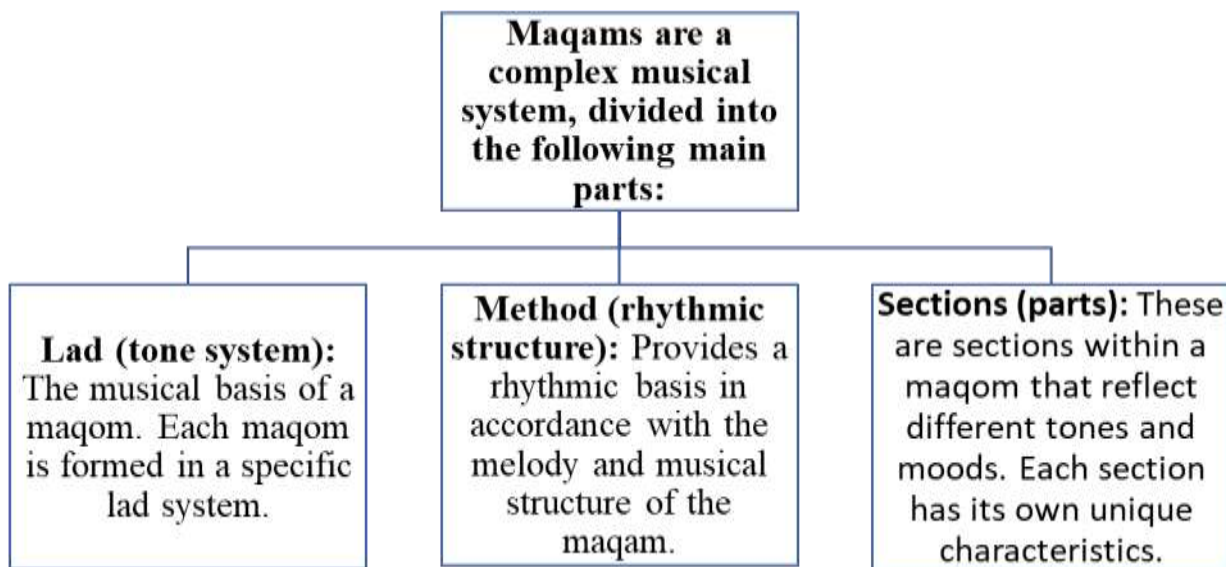 Maqams are a
complex musical
system, divided into
the following main
parts:
Lad (tone system):
The musical basis of a
maqom. Each maqom
is formed in a specific
lad system.
Method (rhythmic
structure): Provides a
rhythmic basis in
accordance with the
melody and musical
structure of the
maqam.
Sections (parts): These
are sections within a
maqom that reflect
different tones and
moods. Each section
has its own unique
characteristics.